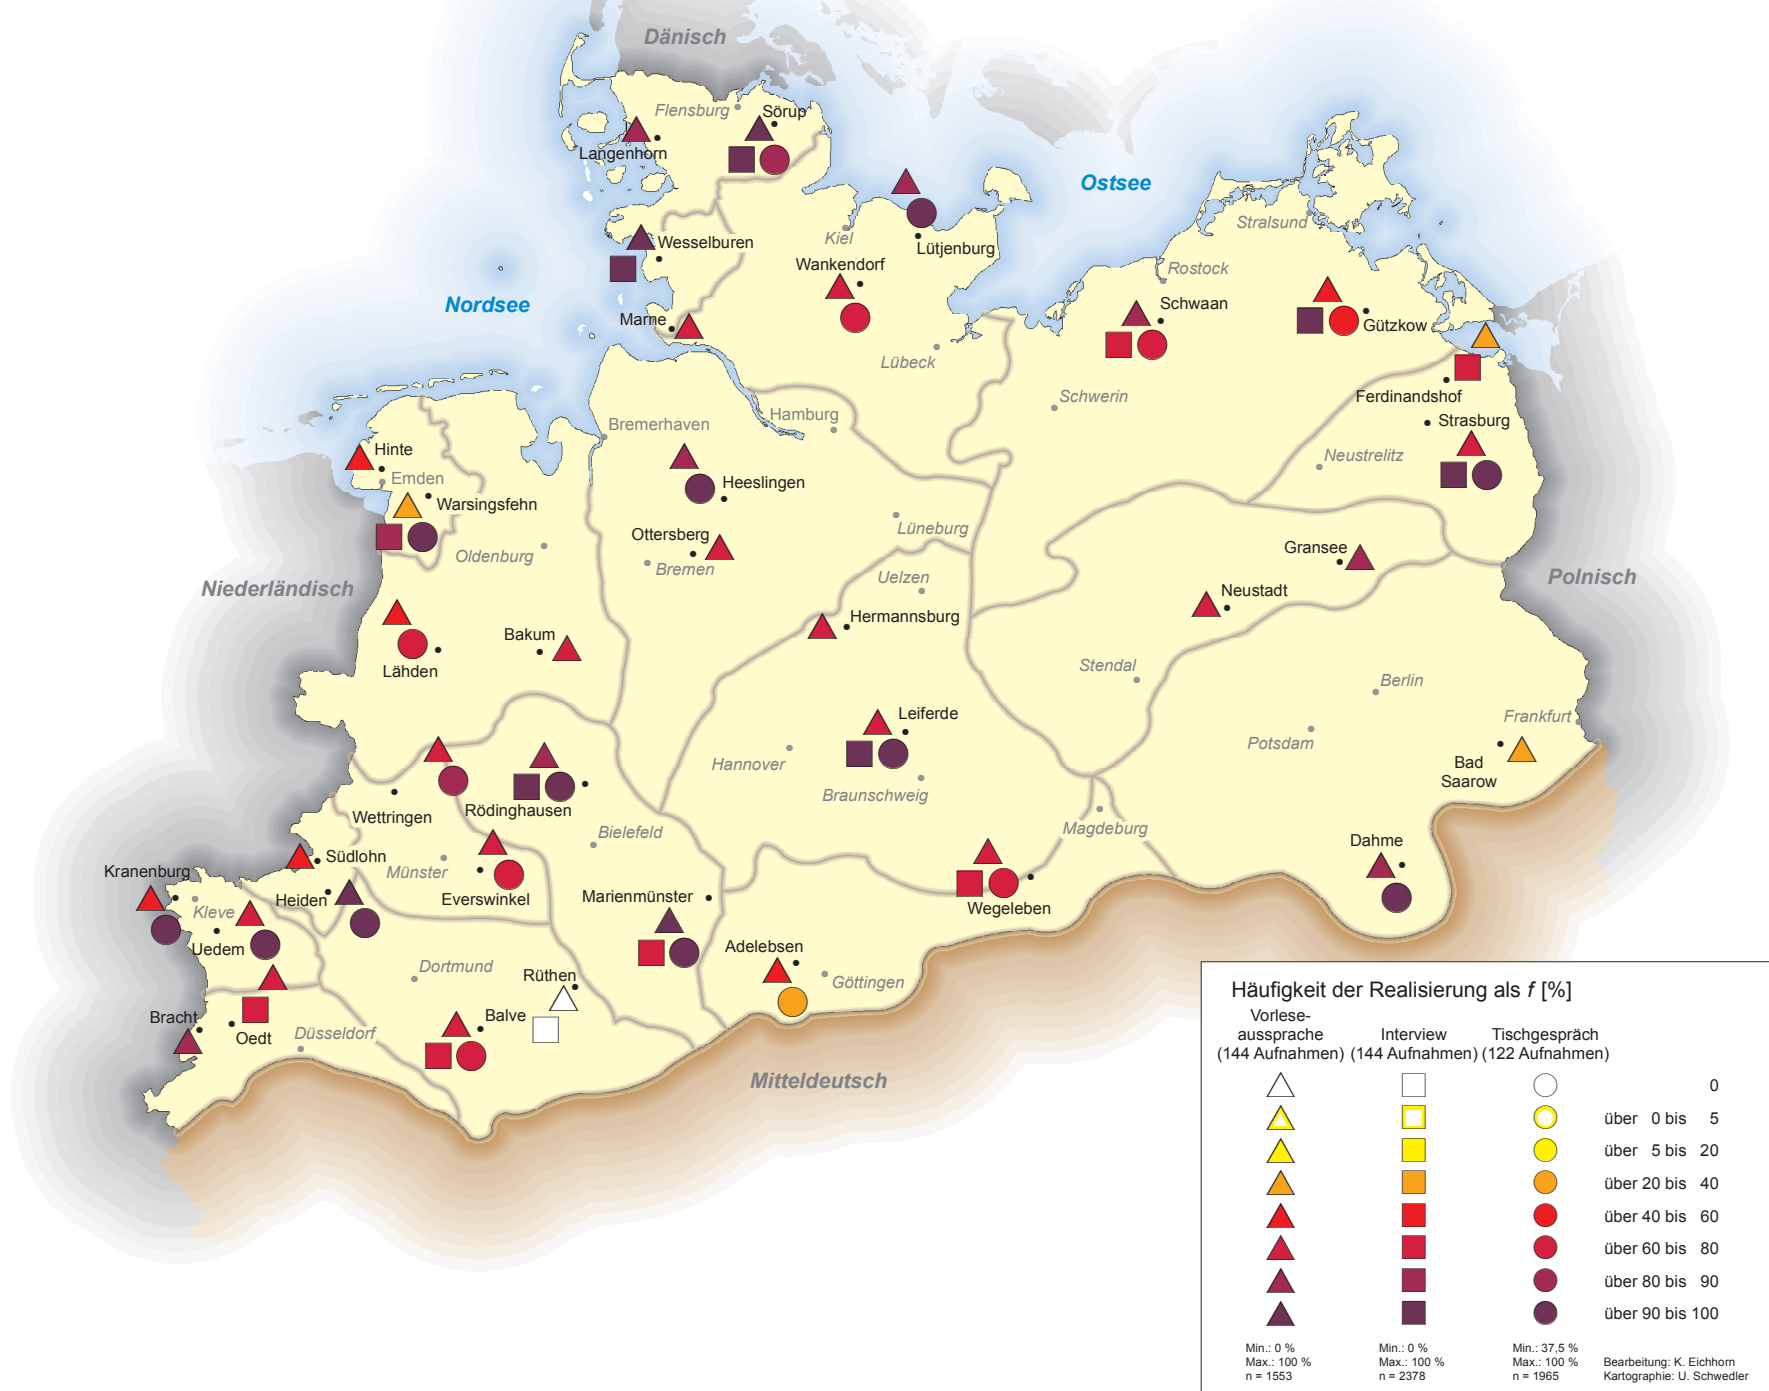 Dänisch
Flensburg
Sörup
Langenhorn
Ostsee
Stralsund
Kiel
Wesselburen
Lütjenburg
Wankendorf
Rostock
Nordsee
Schwaan
Marne
Gützkow
Lübeck
Schwerin
Ferdinandshof
Hamburg
Bremerhaven
Strasburg
Hinte
Neustrelitz
Emden
Heeslingen
Warsingsfehn
Lüneburg
Ottersberg
Oldenburg
Bremen
Gransee
Uelzen
Polnisch
Niederländisch
Neustadt
Hermannsburg
Bakum
Stendal
Lähden
Berlin
Leiferde
Frankfurt
Potsdam
Hannover
Bad
Saarow
Braunschweig
Rödinghausen
Wettringen
Magdeburg
Bielefeld
Dahme
Südlohn
Kranenburg
Münster
Marienmünster
Heiden
Everswinkel
Wegeleben
Kleve
Uedem
Adelebsen
Dortmund
Rüthen
Göttingen
Bracht
Balve
Düsseldorf
Oedt
Mitteldeutsch
Häufigkeit der Realisierung als f [%]
Vorlese-
aussprache
(144 Aufnahmen)
Interview
(144 Aufnahmen)
Tischgespräch
(122 Aufnahmen)
0
über 0 bis 5
über 5 bis 20
über 20 bis 40
über 40 bis 60
über 60 bis 80
über 80 bis 90
über 90 bis 100
Min.: 0 %
Max.: 100 %
n = 1553
Min.: 0 %
Max.: 100 %
n = 2378
Min.: 37,5 %
Max.: 100 %
n = 1965
Bearbeitung: K. Eichhorn
Kartographie: U. Schwedler